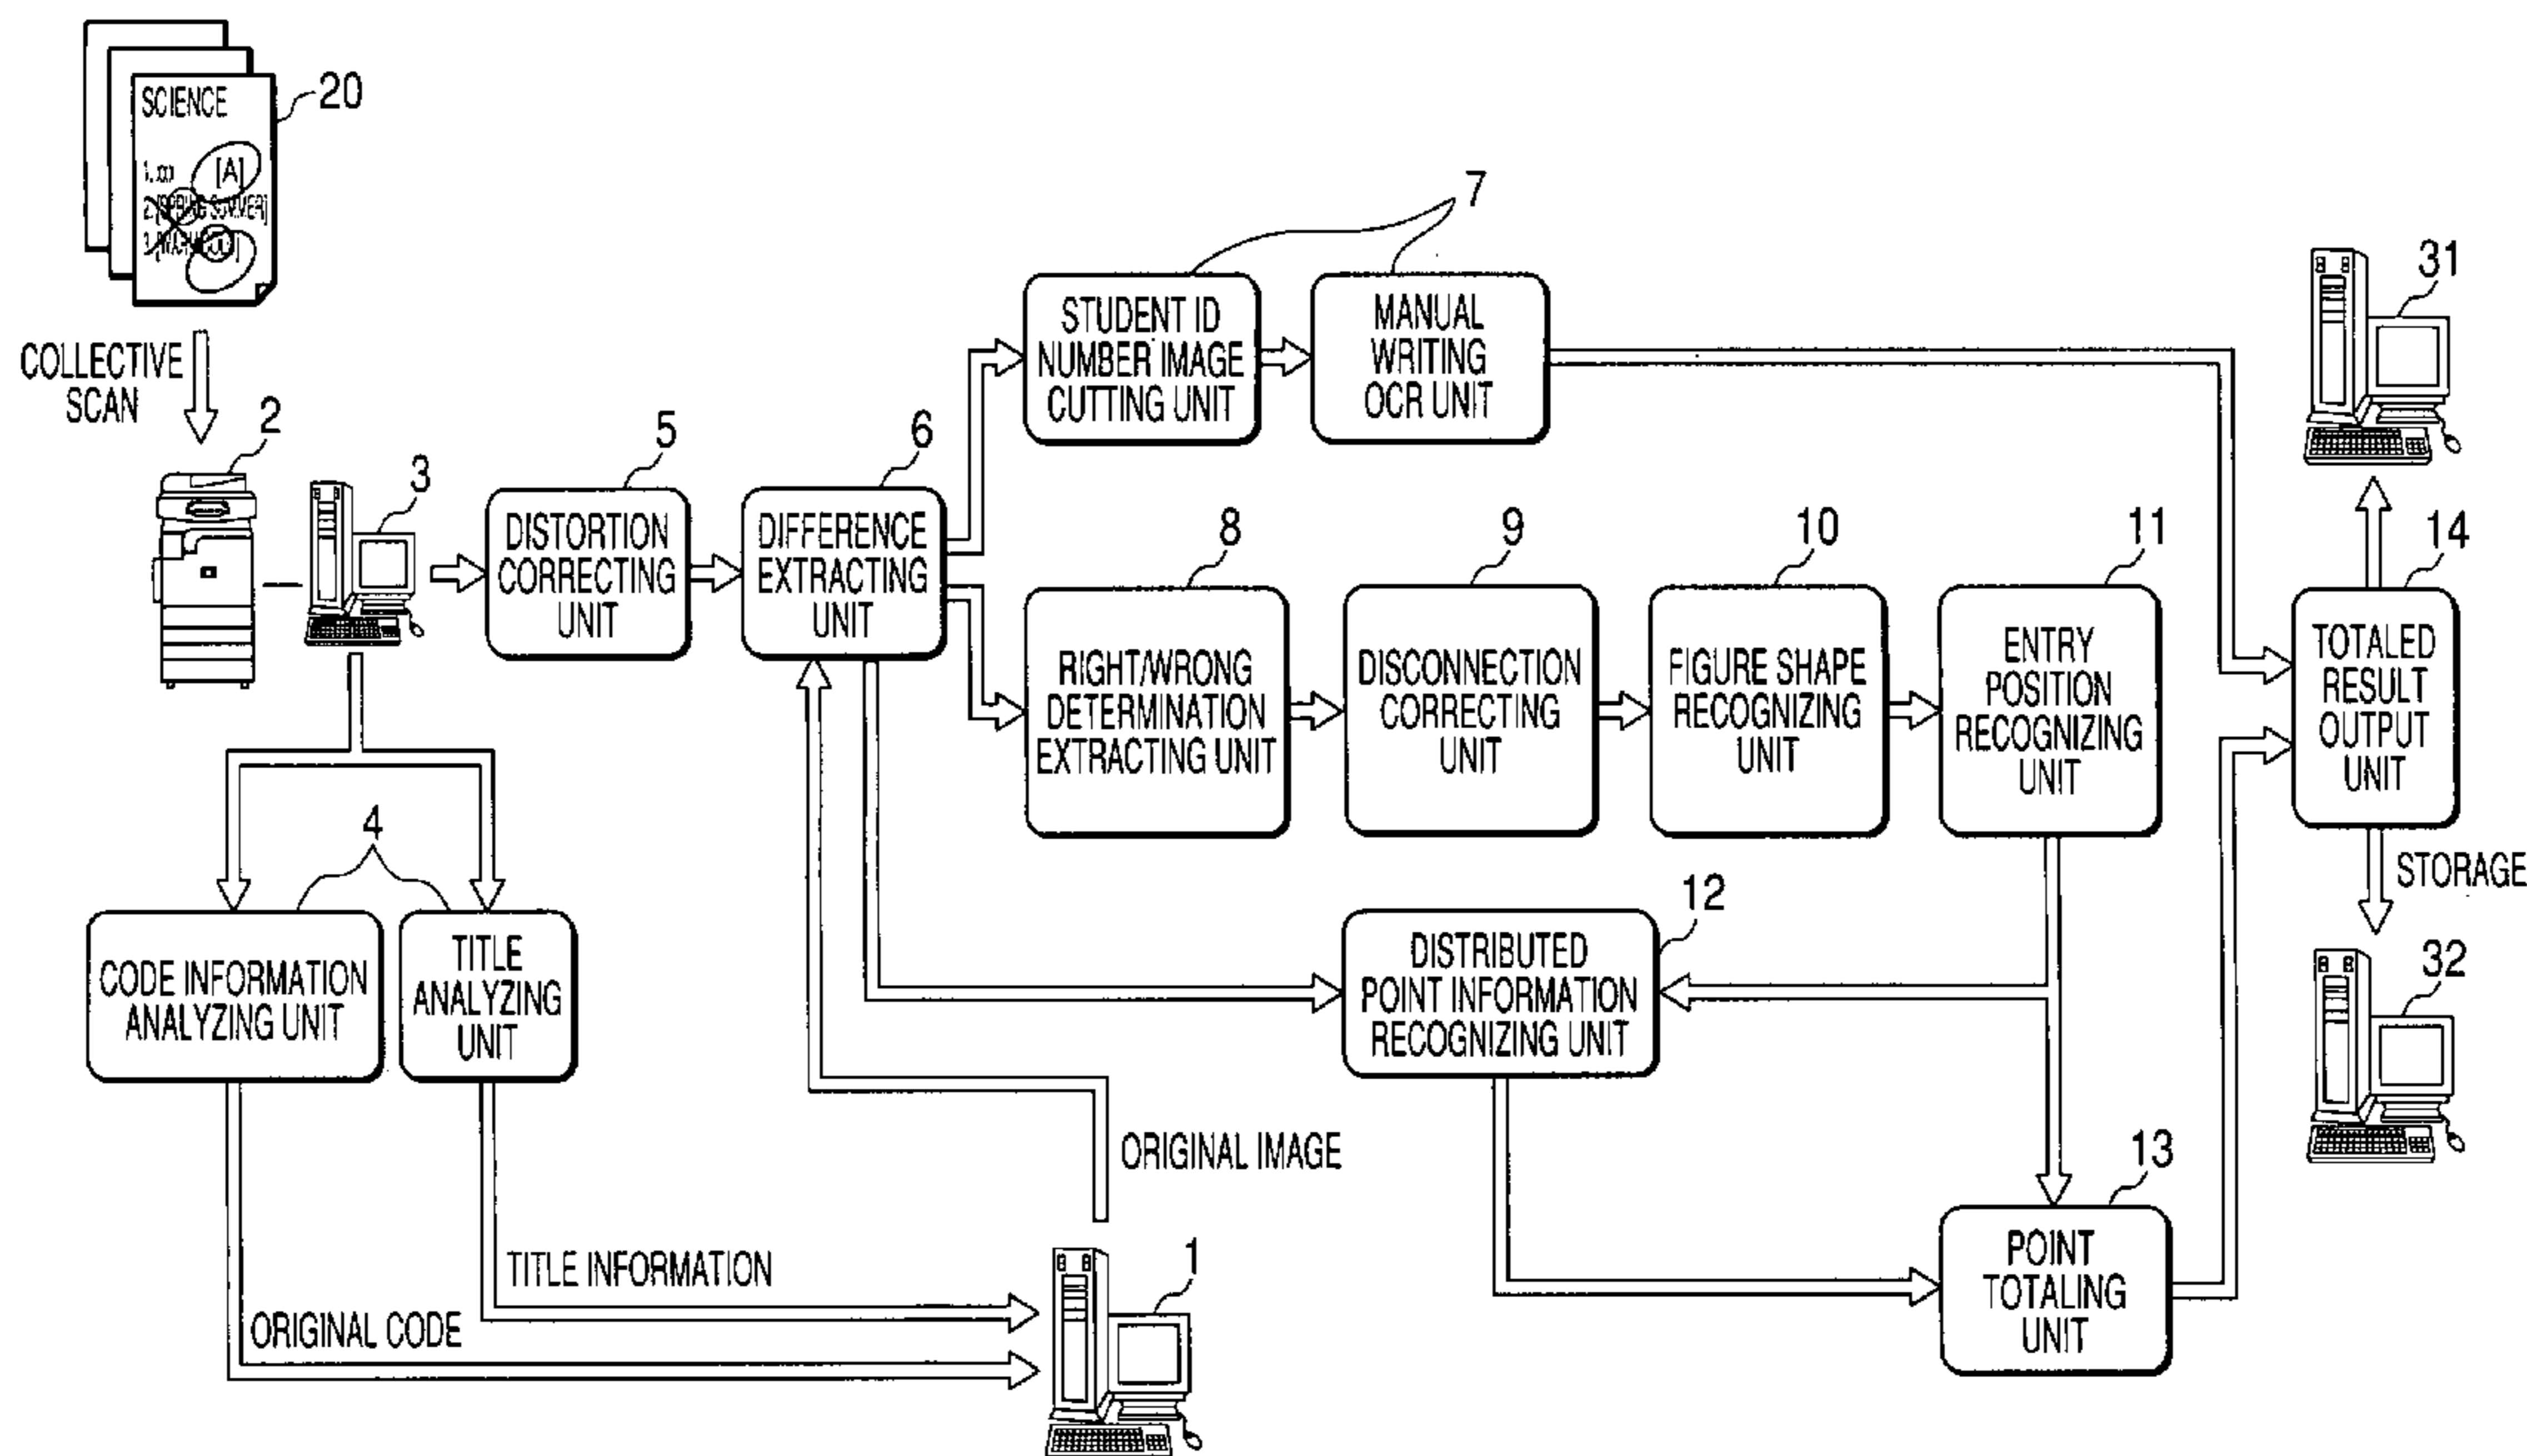 20
SCIENCE
1.
[A]
2.[SPRING SUMMER]
3.
COLLECTIVE
SCAN
2
3
5
DISTORTION
CORRECTING
UNIT
6
DIFFERENCE
EXTRACTING
UNIT
7
STUDENT ID
NUMBER IMAGE
CUTTING UNIT
MANUAL
WRITING
OCR UNIT
8
RIGHT/WRONG
DETERMINATION
EXTRACTING UNIT
9
DISCONNECTION
CORRECTING
UNIT
10
FIGURE SHAPE
RECOGNIZING
UNIT
11
ENTRY
POSITION
RECOGNIZING
UNIT
31
14
TOTALED
RESULT
OUTPUT
UNIT
STORAGE
32
4
CODE INFORMATION
ANALYZING UNIT
TITLE
ANALYZING
UNIT
12
DISTRIBUTED
POINT INFORMATION
RECOGNIZING UNIT
ORIGINAL IMAGE
13
POINT
TOTALING
UNIT
TITLE INFORMATION
ORIGINAL CODE
1